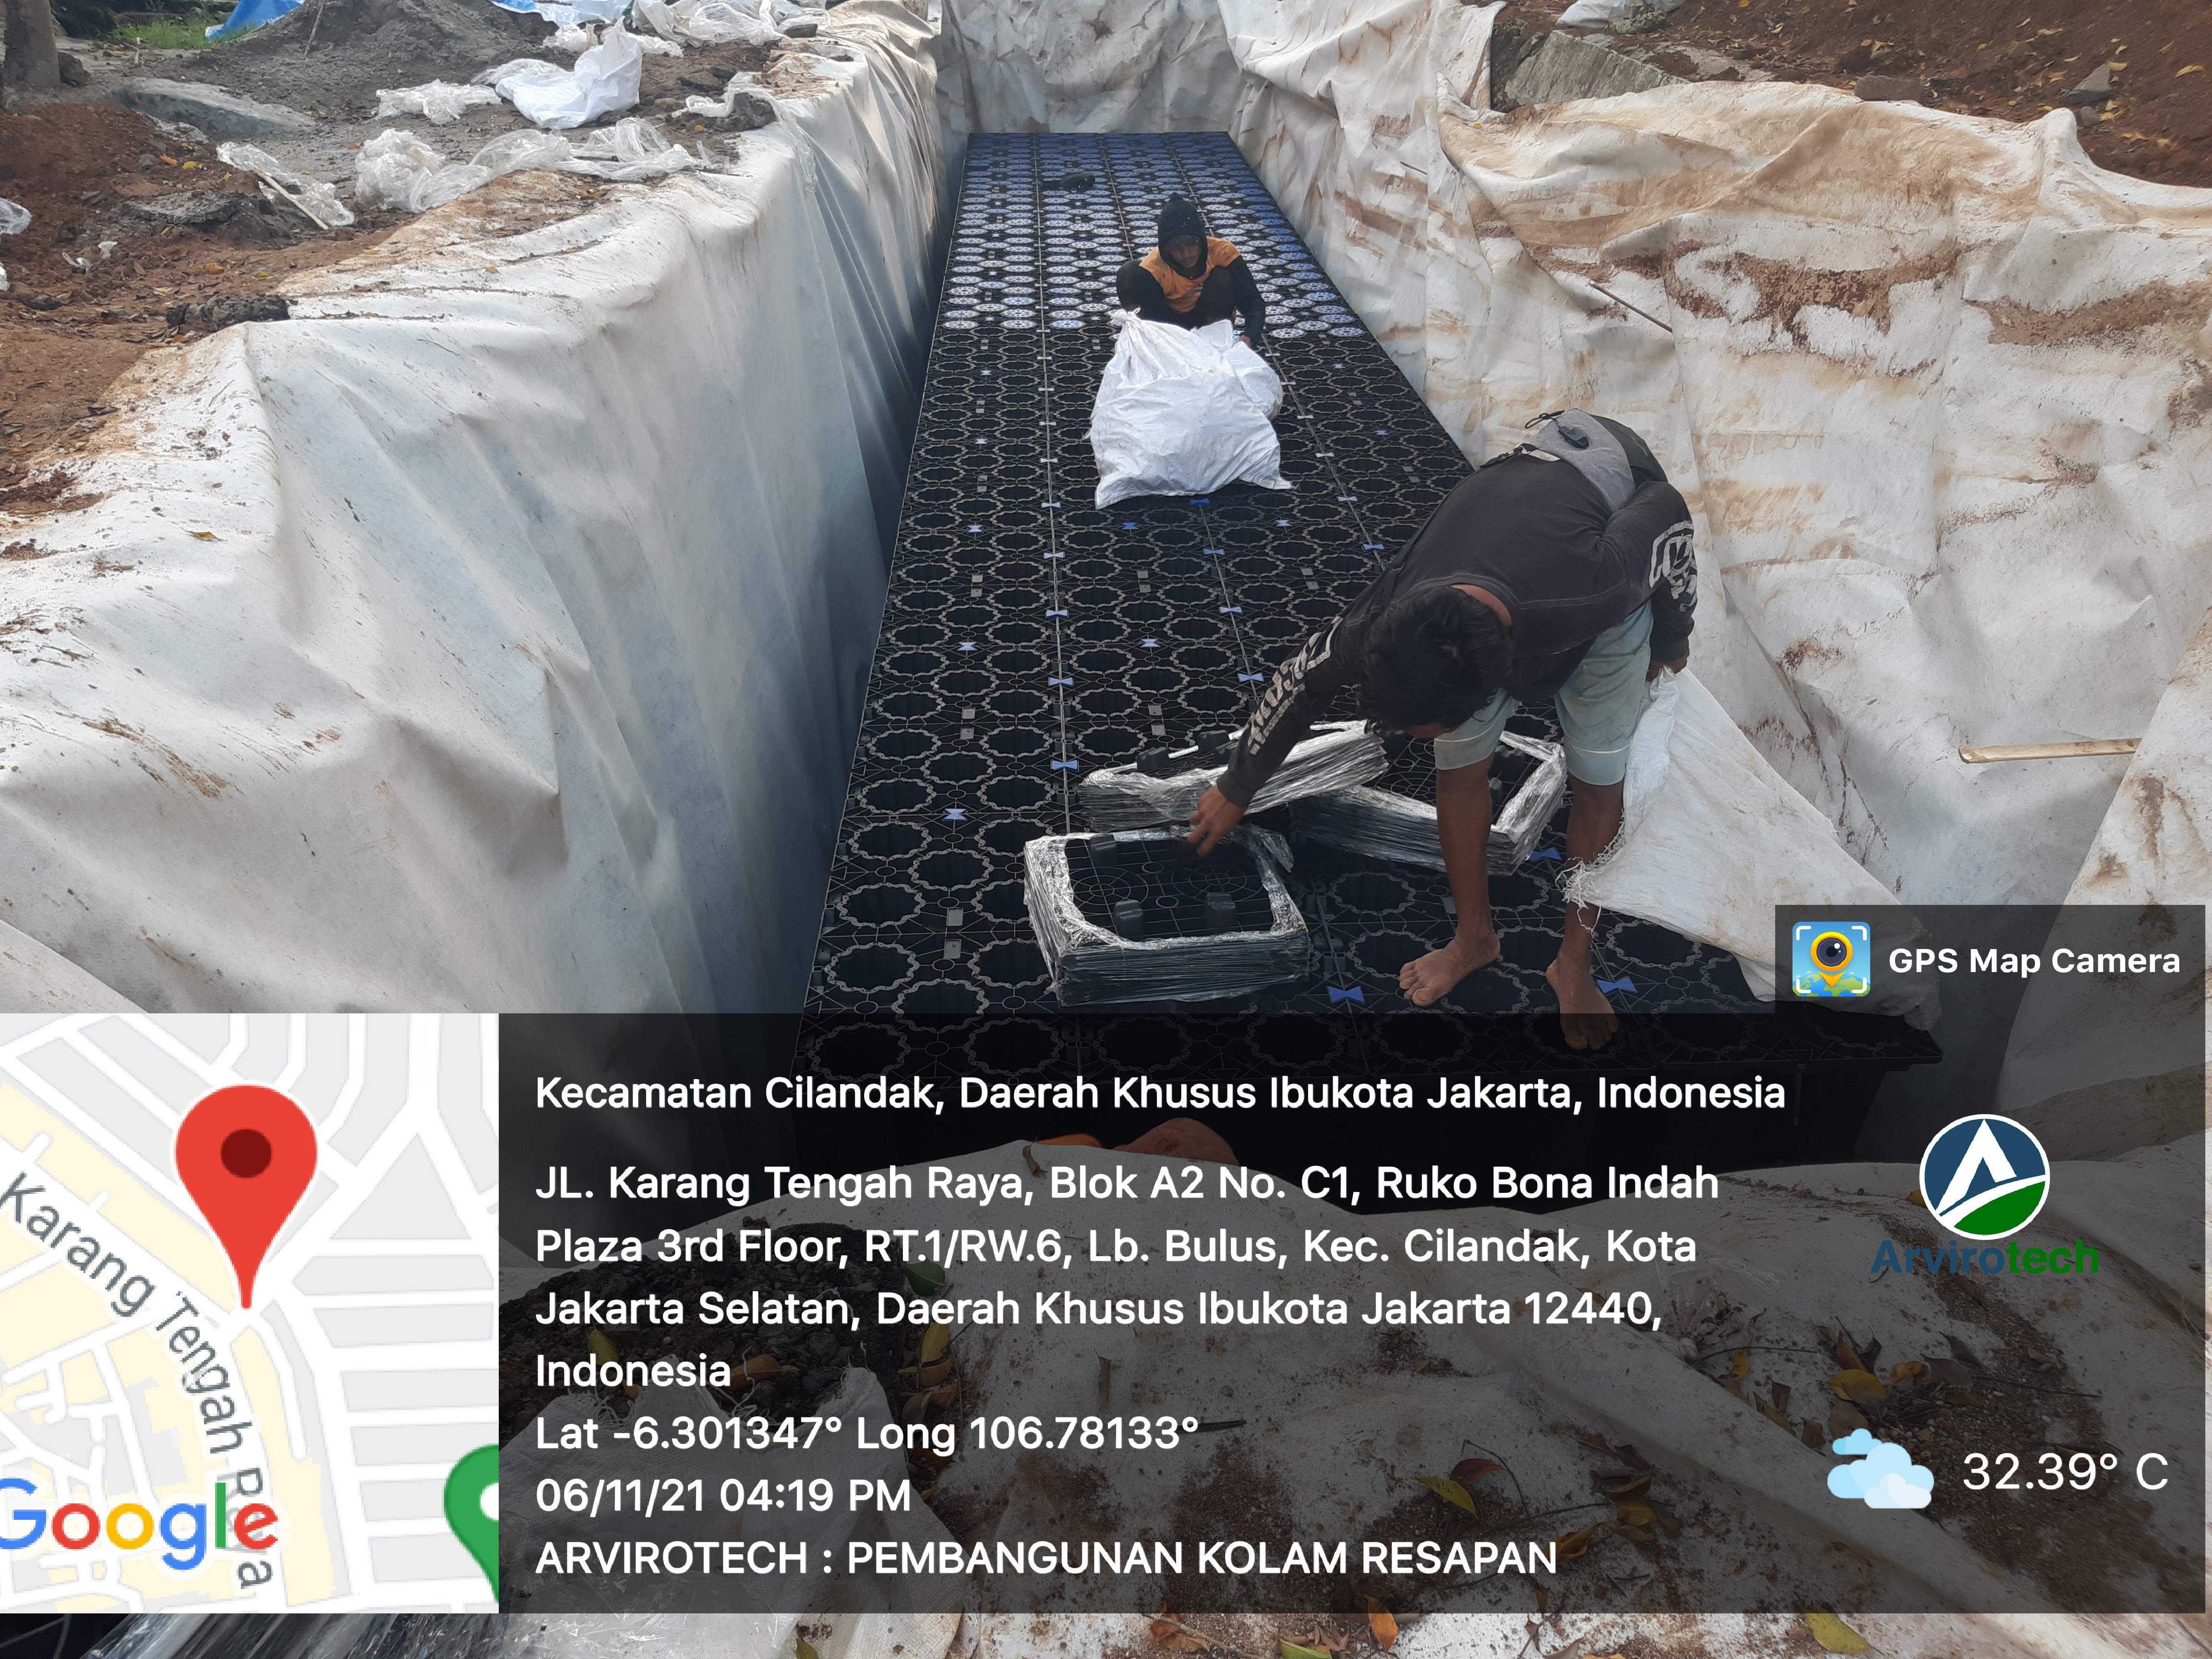 GPS Map Camera
Kecamatan Cilandak, Daerah Khusus Ibukota Jakarta, Indonesia
JL. Karang Tengah Raya, Blok A2 No. C1, Ruko Bona Indah
Plaza 3rd Floor, RT.1/RW.6, Lb. Bulus, Kec. Cilandak, Kota
Jakarta Selatan, Daerah Khusus Ibukota Jakarta 12440,
Indonesia
Lat -6.301347° Long 106.78133°
06/11/21 04:19 PM
ARVIROTECH : PEMBANGUNAN KOLAM RESAPAN
Arvirotech
32.39° C
Karang Tengah Raya
Google